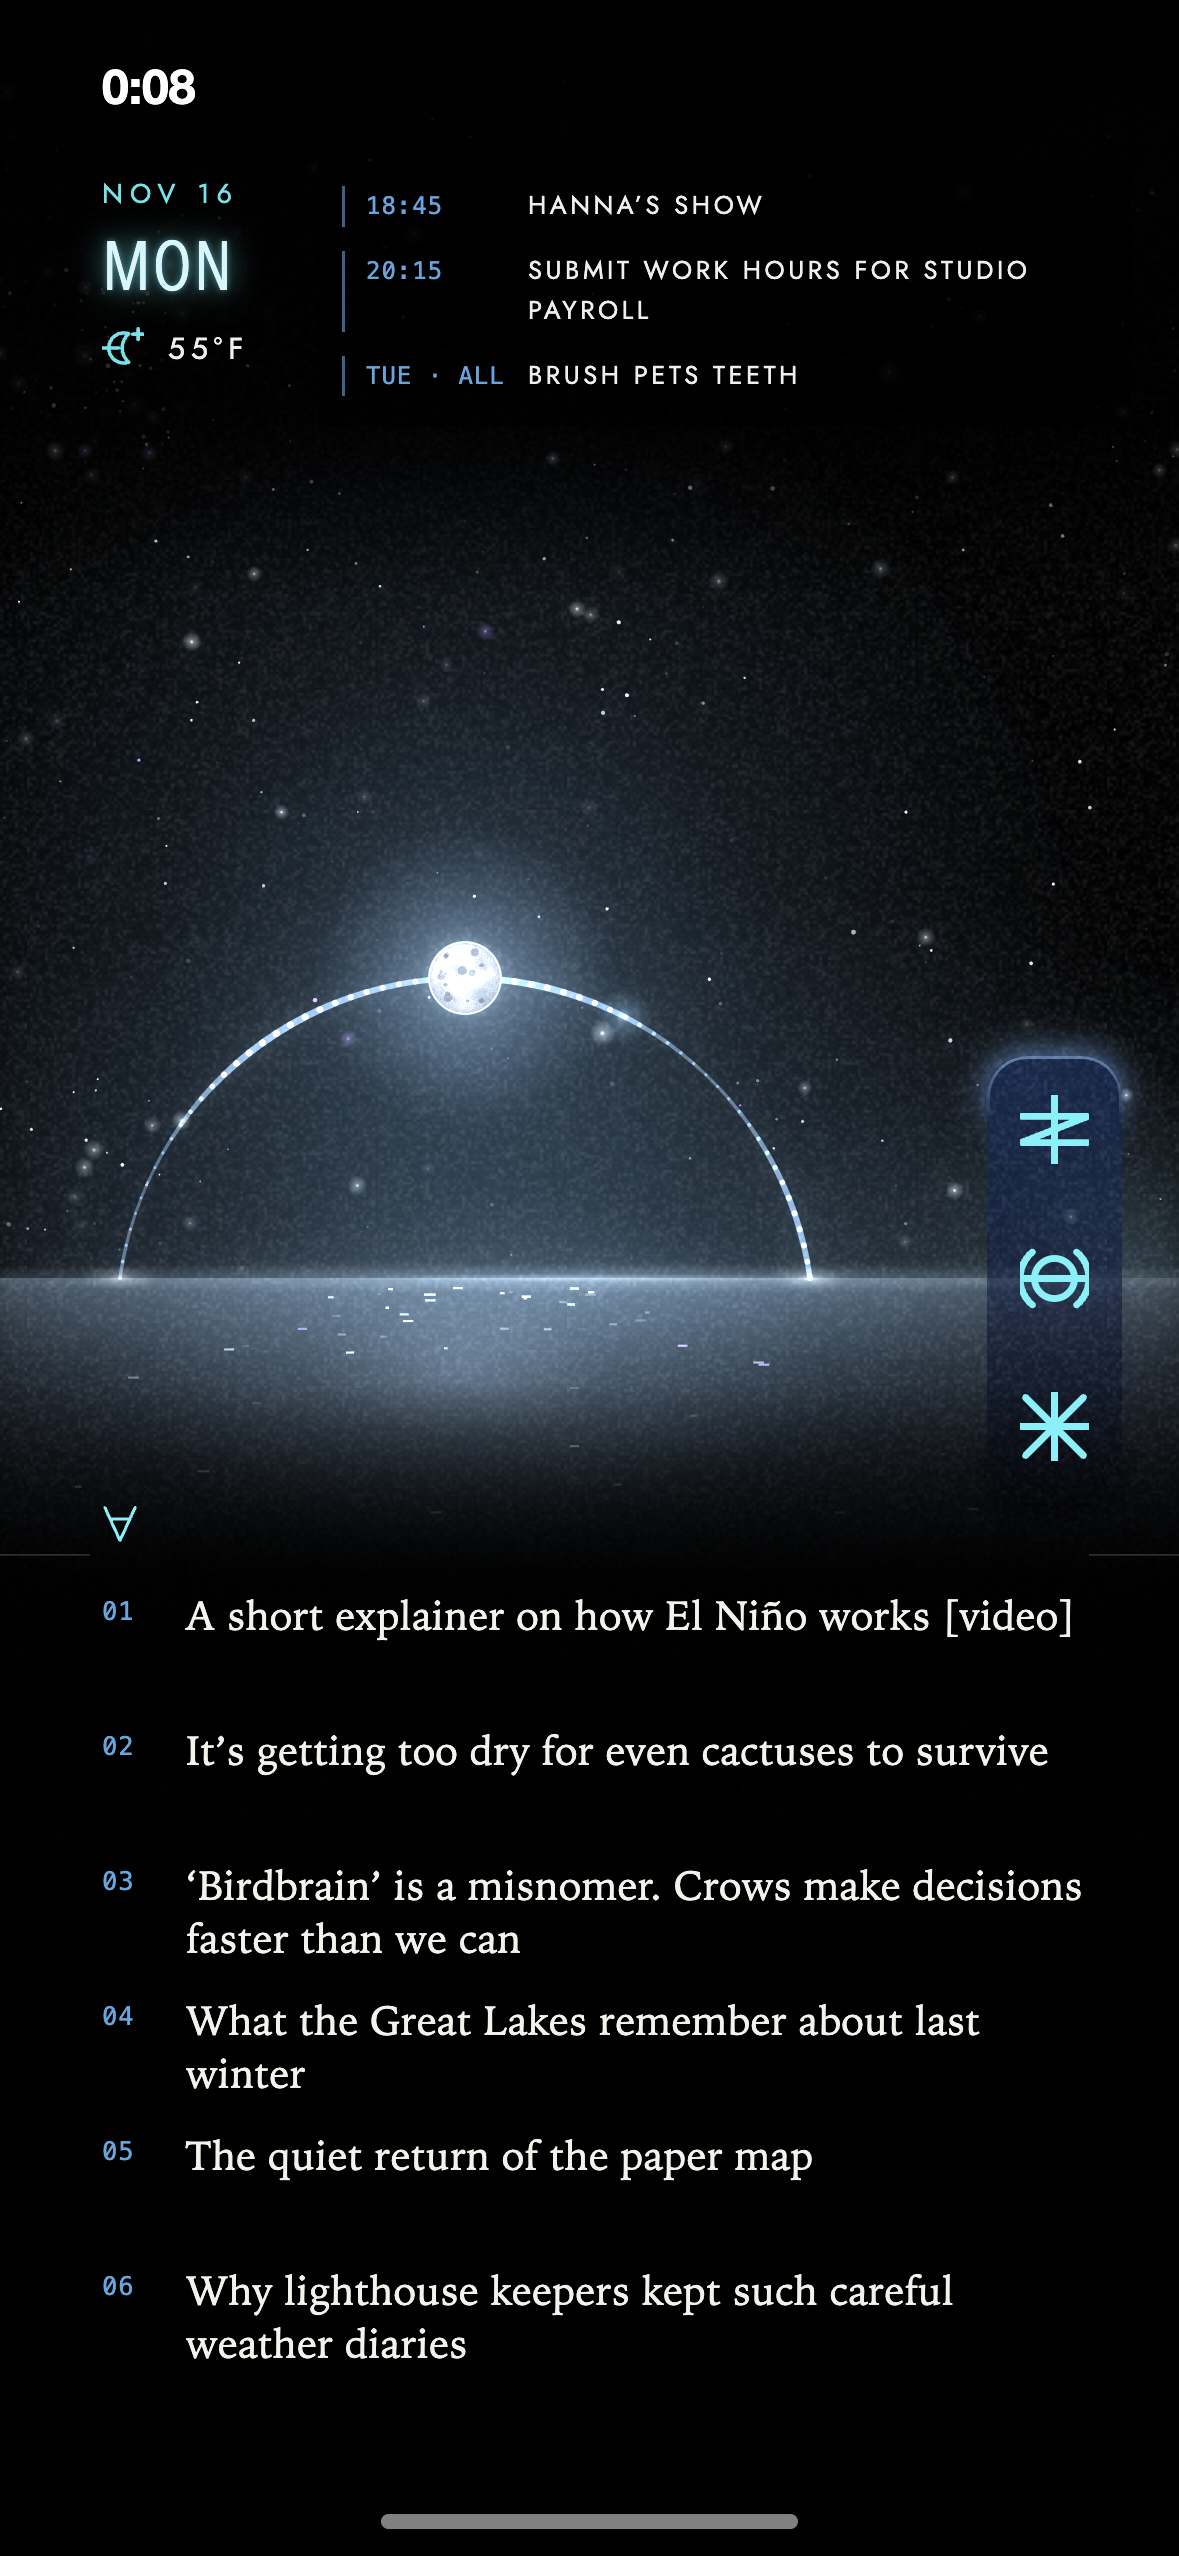 0:08
NOV 16
MON
55°F
18:45 HANNA’S SHOW
20:15 SUBMIT WORK HOURS FOR STUDIO
PAYROLL
TUE · ALL BRUSH PETS TEETH
01 A short explainer on how El Niño works [video]
02 It’s getting too dry for even cactuses to survive
03 ‘Birdbrain’ is a misnomer. Crows make decisions
faster than we can
04 What the Great Lakes remember about last
winter
05 The quiet return of the paper map
06 Why lighthouse keepers kept such careful
weather diaries